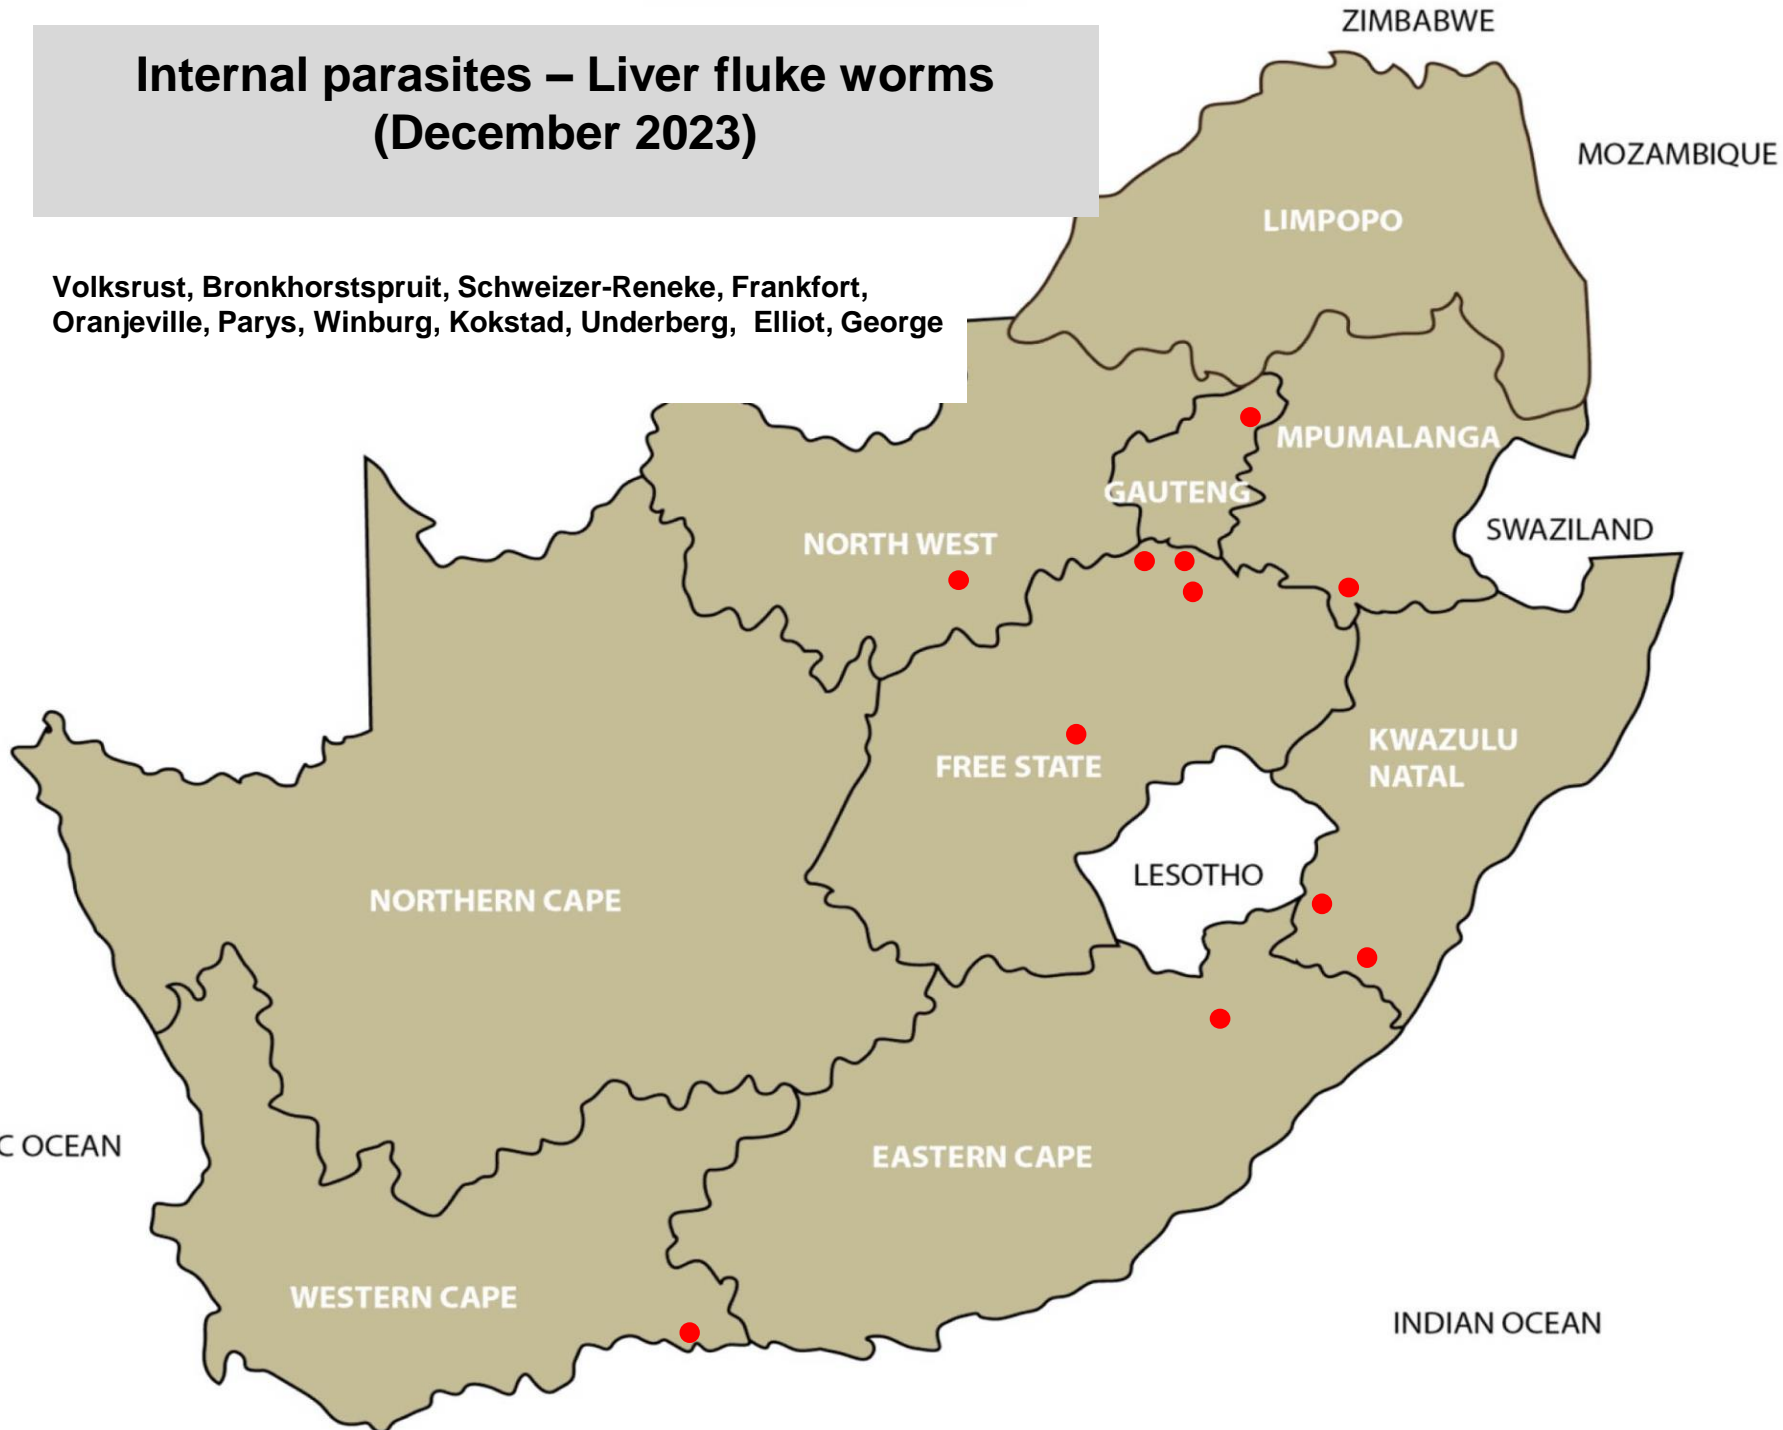 ZIMBABWE
Internal parasites – Liver fluke worms
(December 2023)
MOZAMBIQUE
LIMPOPO
Volksrust, Bronkhorstspruit, Schweizer-Reneke, Frankfort,
Oranjeville, Parys, Winburg, Kokstad, Underberg,  Elliot, George
MPUMALANGA
GAUTENG
SWAZILAND
NORTH WEST
KWAZULU
NATAL
FREE STATE
LESOTHO
NORTHERN CAPE
C OCEAN
EASTERN CAPE
WESTERN CAPE
INDIAN OCEAN